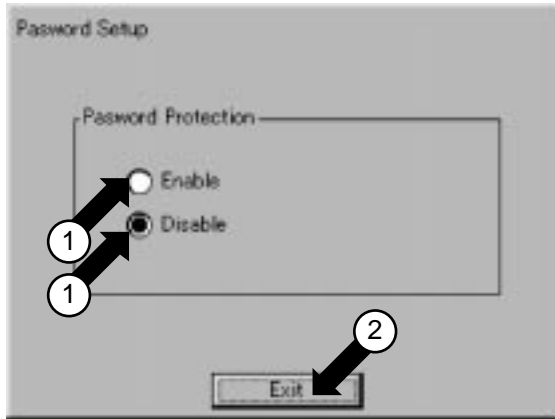 Pasword Setup
Pasword Protection
Enable
1
Disable
1
2
Exit